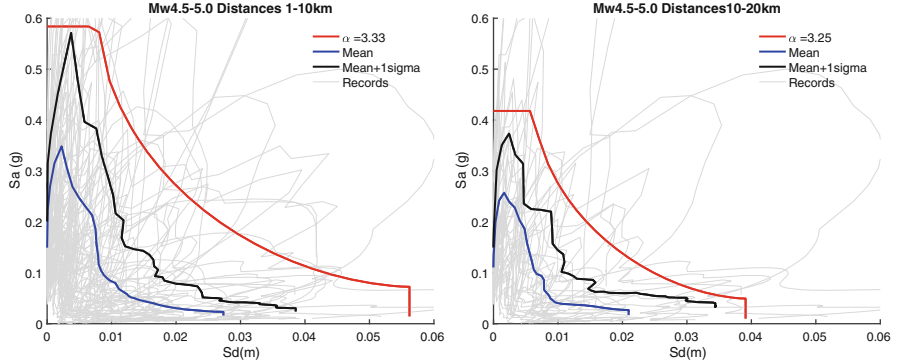 Mw4.5-5.0 Distances 1-10km
0.6
0.5
0.4
0.3
0.2
0.1
0
Sa (g)
α =3.33
Mean
Mean+1sigma
Records
0 0.01 0.02 0.03 0.04 0.05 0.06
Sd(m)
Mw4.5-5.0 Distances10-20km
0.6
0.5
0.4
0.3
0.2
0.1
0
Sa (g)
α =3.25
Mean
Mean+1sigma
Records
0 0.01 0.02 0.03 0.04 0.05 0.06
Sd(m)